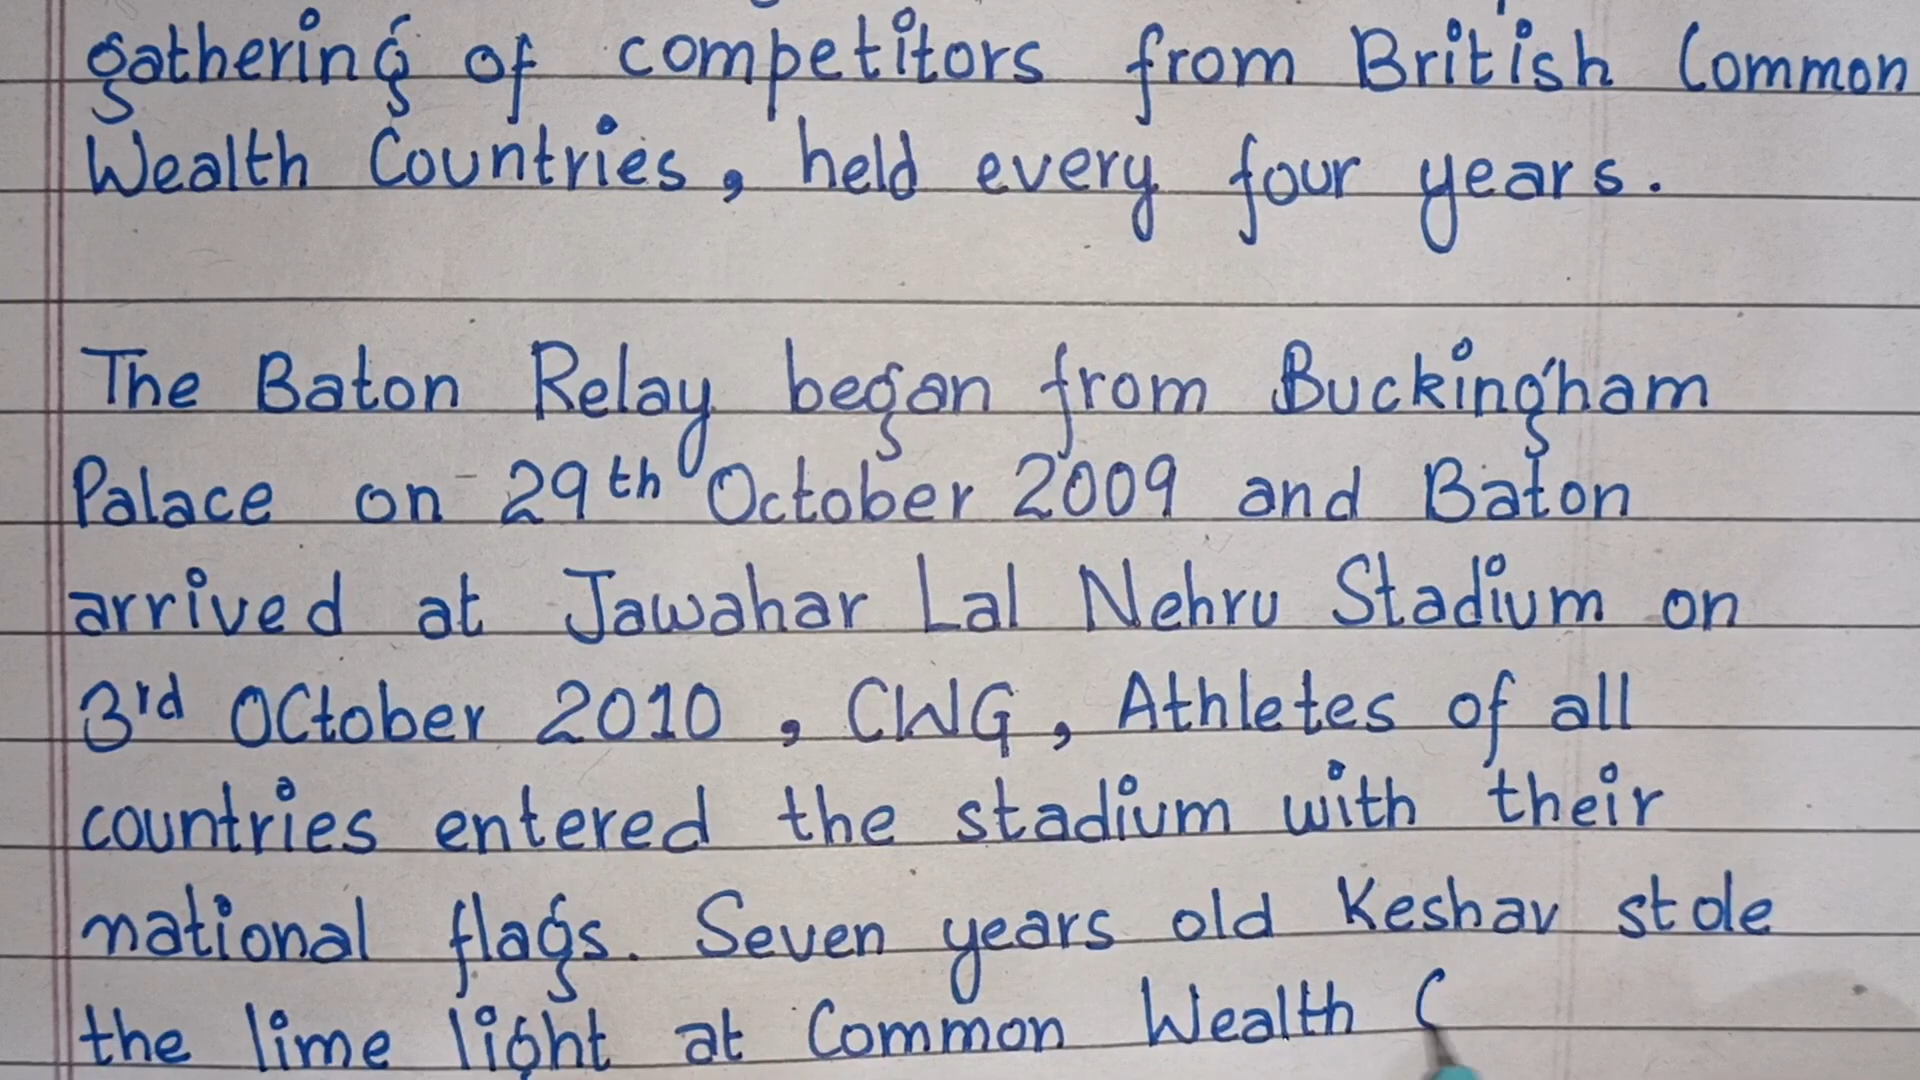 gathering of competitors from British Common
Wealth Countries, held every four years.
The Baton Relay began from Buckingham
Palace on 29th October 2009 and Baton
arrived at Jawahar Lal Nehru Stadium on
3rd October 2010, CWG, Athletes of all
countries entered the stadium with their
national flags. Seven years old Keshav stole
the lime light at Common Wealth